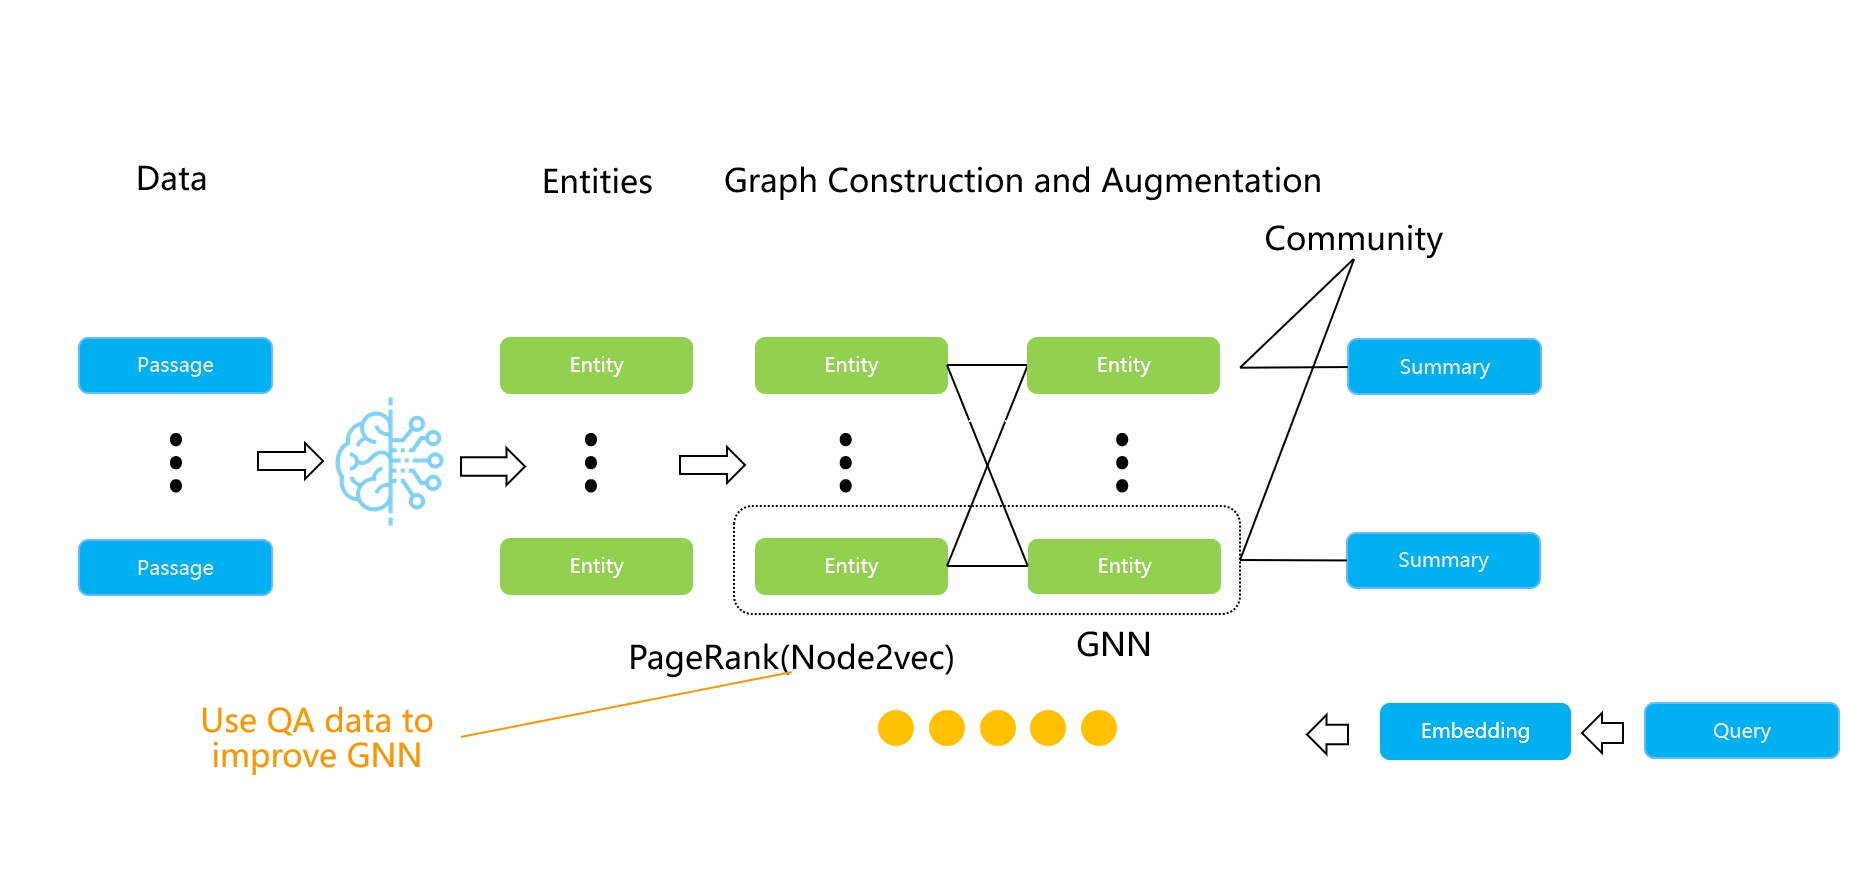 Data
Entities
Graph Construction and Augmentation
Community
Passage
Entity
Entity
Entity
Summary
Passage
Entity
Entity
Entity
Summary
PageRank(Node2vec)
GNN
Use QA data to
improve GNN
Embedding
Query